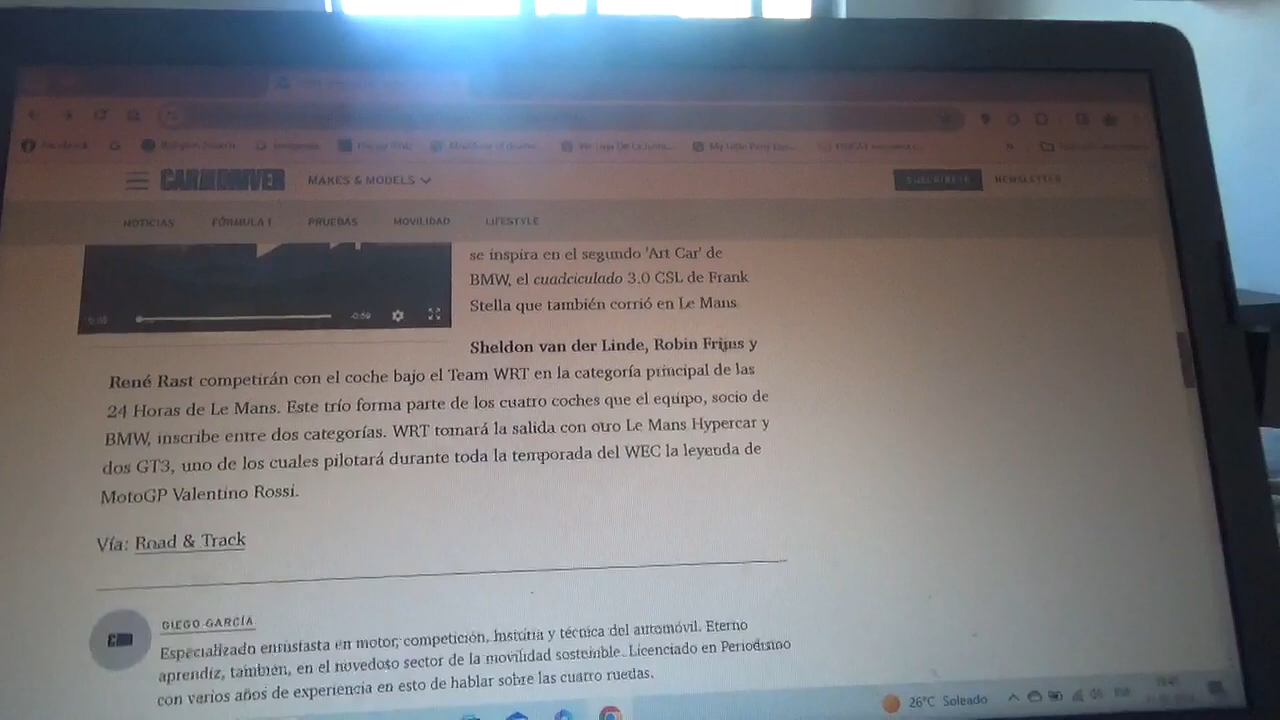 Facebook
CAR AND DRIVER MAKES & MODELS SUSCRÍBETE NEWSLETTER
NOTICIAS FÓRMULA 1 PRUEBAS MOVILIDAD LIFESTYLE
se inspira en el segundo 'Art Car' de
BMW, el cuadciculado 3.0 CSL de Frank
Stella que también corrió en Le Mans
Sheldon van der Linde, Robin Frijns y
René Rast competirán con el coche bajo el Team WRT en la categoría principal de las
24 Horas de Le Mans. Este trío forma parte de los cuatro coches que el equipo, socio de
BMW, inscribe entre dos categorías. WRT tomará la salida con otro Le Mans Hypercar y
dos GT3, uno de los cuales pilotará durante toda la temporada del WEC la leyenda de
MotoGP Valentino Rossi.
Vía: Road & Track
DIEGO GARCÍA
Especializado entusiasta en motor, competición, historia y técnica del automóvil. Eterno
aprendiz, también, en el novedoso sector de la movilidad sostenible. Licenciado en Periodismo
con varios años de experiencia en esto de hablar sobre las cuatro ruedas.
26°C Soleado